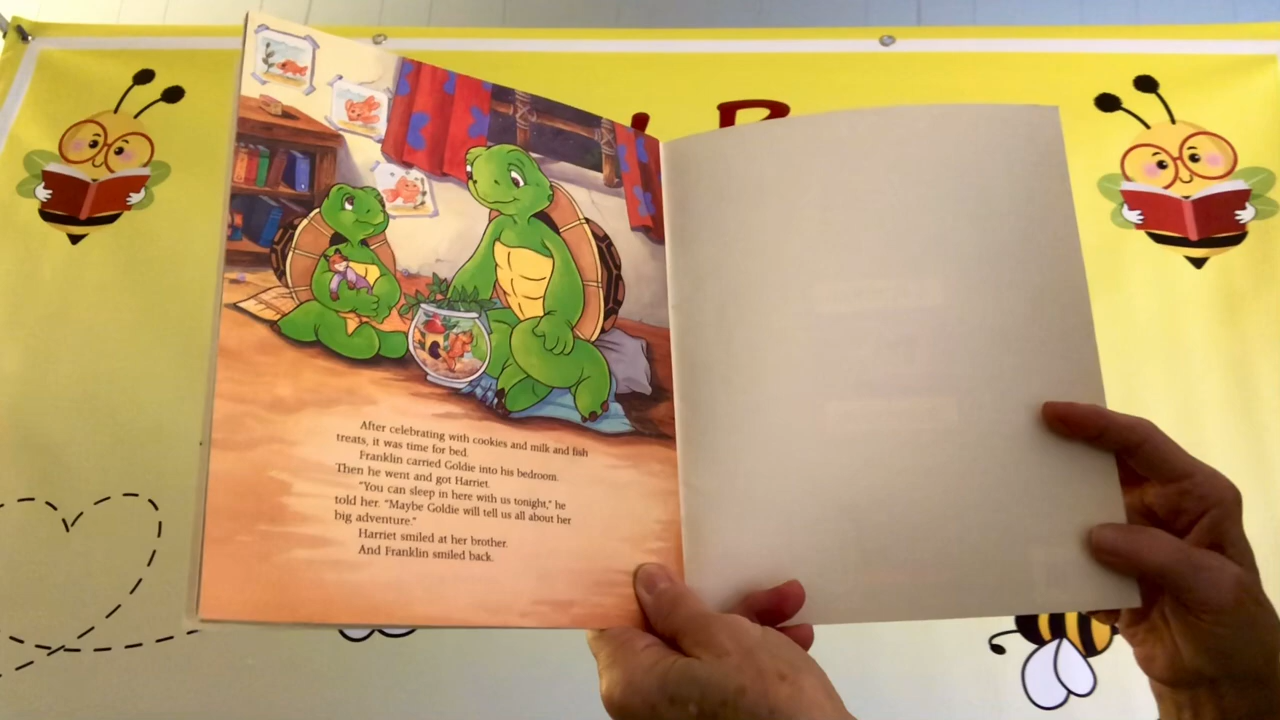 After celebrating with cookies and milk and fish
treats, it was time for bed.
Franklin carried Goldie into his bedroom.
Then he went and got Harriet.
"You can sleep in here with us tonight," he
told her. "Maybe Goldie will tell us all about her
big adventure."
Harriet smiled at her brother.
And Franklin smiled back.